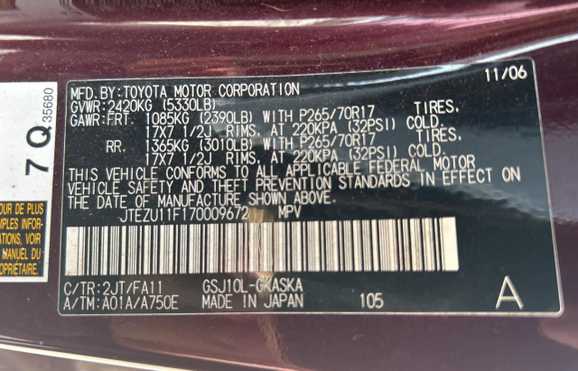 7 Q 35680
OUR DE PLUS
ATIONS, VOIR
MANUEL DU
OPRIÉTAIRE.
11/06
MFD. BY: TOYOTA MOTOR CORPORATION
GVWR: 2420KG (5330LB)
GAWR: FRT. 1085KG (2390LB) WITH P265/70R17 TIRES.
17X7 1/2J RIMS, AT 220KPA (32PSI) COLD.
RR. 1365KG (3010LB) WITH P265/70R17 TIRES.
17X7 1/2J RIMS, AT 220KPA (32PSI) COLD.
THIS VEHICLE CONFORMS TO ALL APPLICABLE FEDERAL MOTOR
VEHICLE SAFETY AND THEFT PREVENTION STANDARDS IN EFFECT ON
THE DATE OF MANUFACTURE SHOWN ABOVE.
JTEZU11F170009672 MPV
C/TR: 2JT/FA11 GSJ10L-GKASKA
A/TM: A01A/A750E MADE IN JAPAN 105 A